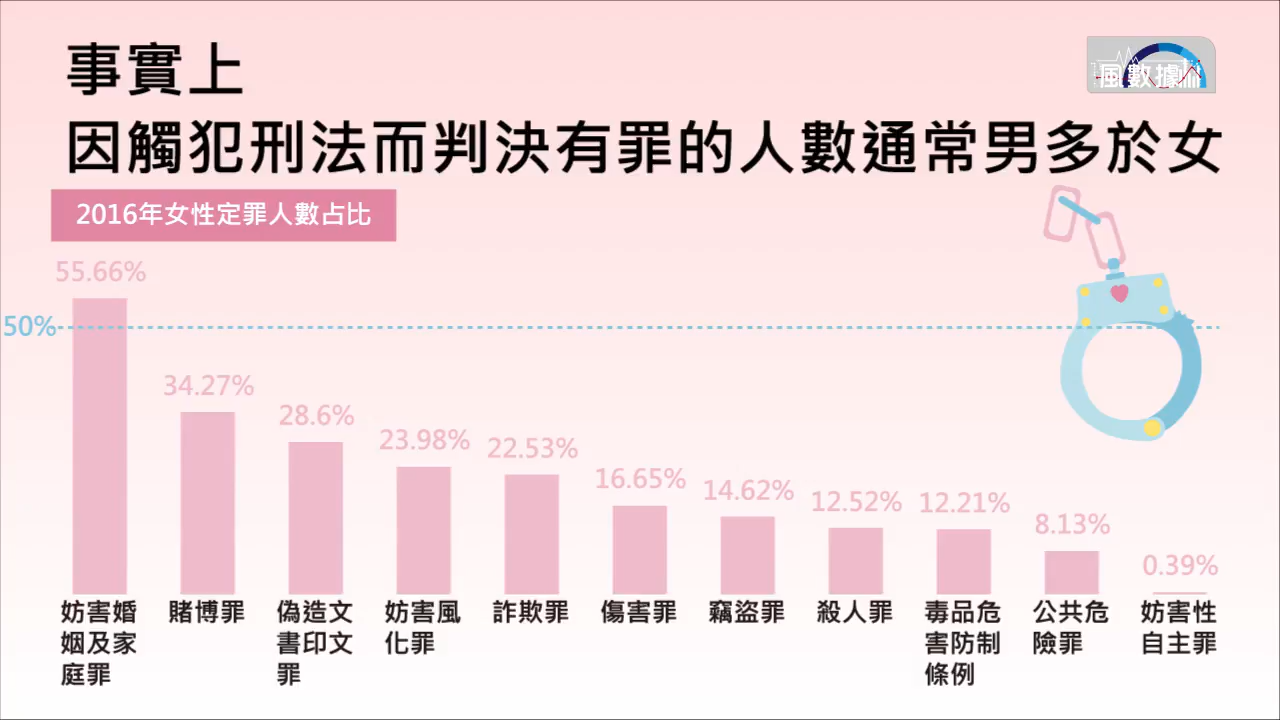 事實上
風數據
因觸犯刑法而判決有罪的人數通常男多於女
2016年女性定罪人數占比
55.66%
50%
34.27%
28.6%
23.98%
22.53%
16.65%
14.62%
12.52%
12.21%
8.13%
0.39%
妨害婚
姻及家
庭罪
賭博罪
偽造文
書印文
罪
妨害風
化罪
詐欺罪
傷害罪
竊盜罪
殺人罪
毒品危
害防制
條例
公共危
險罪
妨害性
自主罪